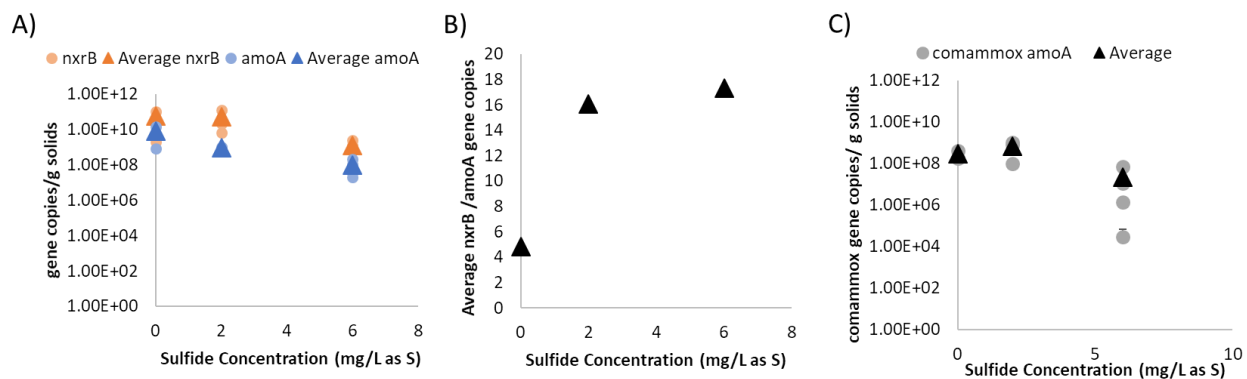 A)
nxrB Average nxrB amoA Average amoA
gene copies/g solids
1.00E+12
1.00E+10
1.00E+08
1.00E+06
1.00E+04
1.00E+02
1.00E+00
0 2 4 6 8
Sulfide Concentration (mg/L as S)
B)
Average nxrB /amoA gene copies
20
18
16
14
12
10
8
6
4
2
0
0 2 4 6 8
Sulfide Concentration (mg/L as S)
C)
comammox amoA Average
comammox gene copies/ g solids
1.00E+12
1.00E+10
1.00E+08
1.00E+06
1.00E+04
1.00E+02
1.00E+00
0 5 10
Sulfide Concentration (mg/L as S)